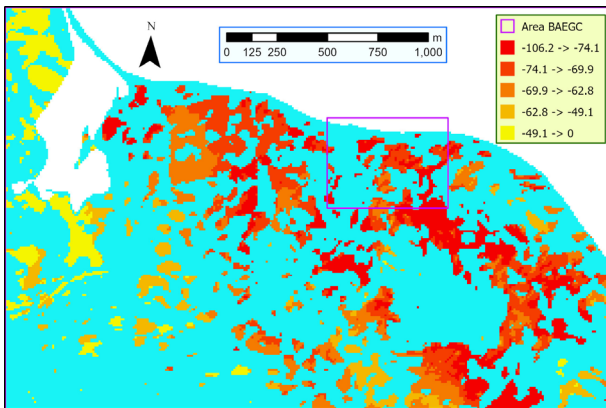 N
m
0 125 250 500 750 1,000
Area BAEGC
-106.2 -> -74.1
-74.1 -> -69.9
-69.9 -> -62.8
-62.8 -> -49.1
-49.1 -> 0